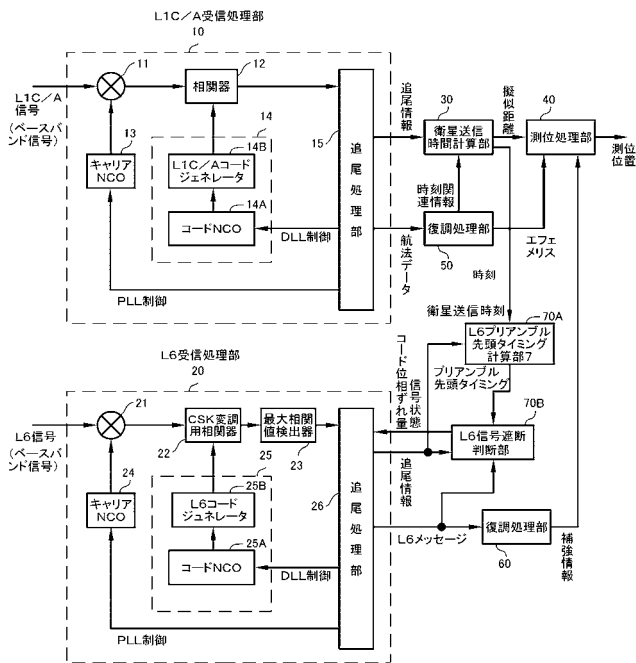 L1C/A受信処理部
10
L1C/A
信号
(ベースバ
ンド信号)
11
相関器
12
13
キャリア
NCO
14
14B
L1C/Aコード
ジェネレータ
14A
コードNCO
DLL制御
PLL制御
15
追尾処理部
追尾情報
30
衛星送信
時間計算部
擬似距離
40
測位処理部
測位
位置
時刻関
連情報
復調処理部
50
航法データ
エフェ
メリス
時刻
衛星送信時刻
70A
L6プリアンブル
先頭タイミング
計算部7
プリアンブル
先頭タイミング
L6受信処理部
20
L6信号
(ベースバ
ンド信号)
21
CSK変調
用相関器
22
最大相関
値検出器
23
24
キャリア
NCO
25
25B
L6コード
ジュネレータ
25A
コードNCO
DLL制御
PLL制御
26
追尾処理部
コード位相ずれ量
信号状態
追尾情報
70B
L6信号遮断
判断部
L6メッセージ
復調処理部
60
補強情報